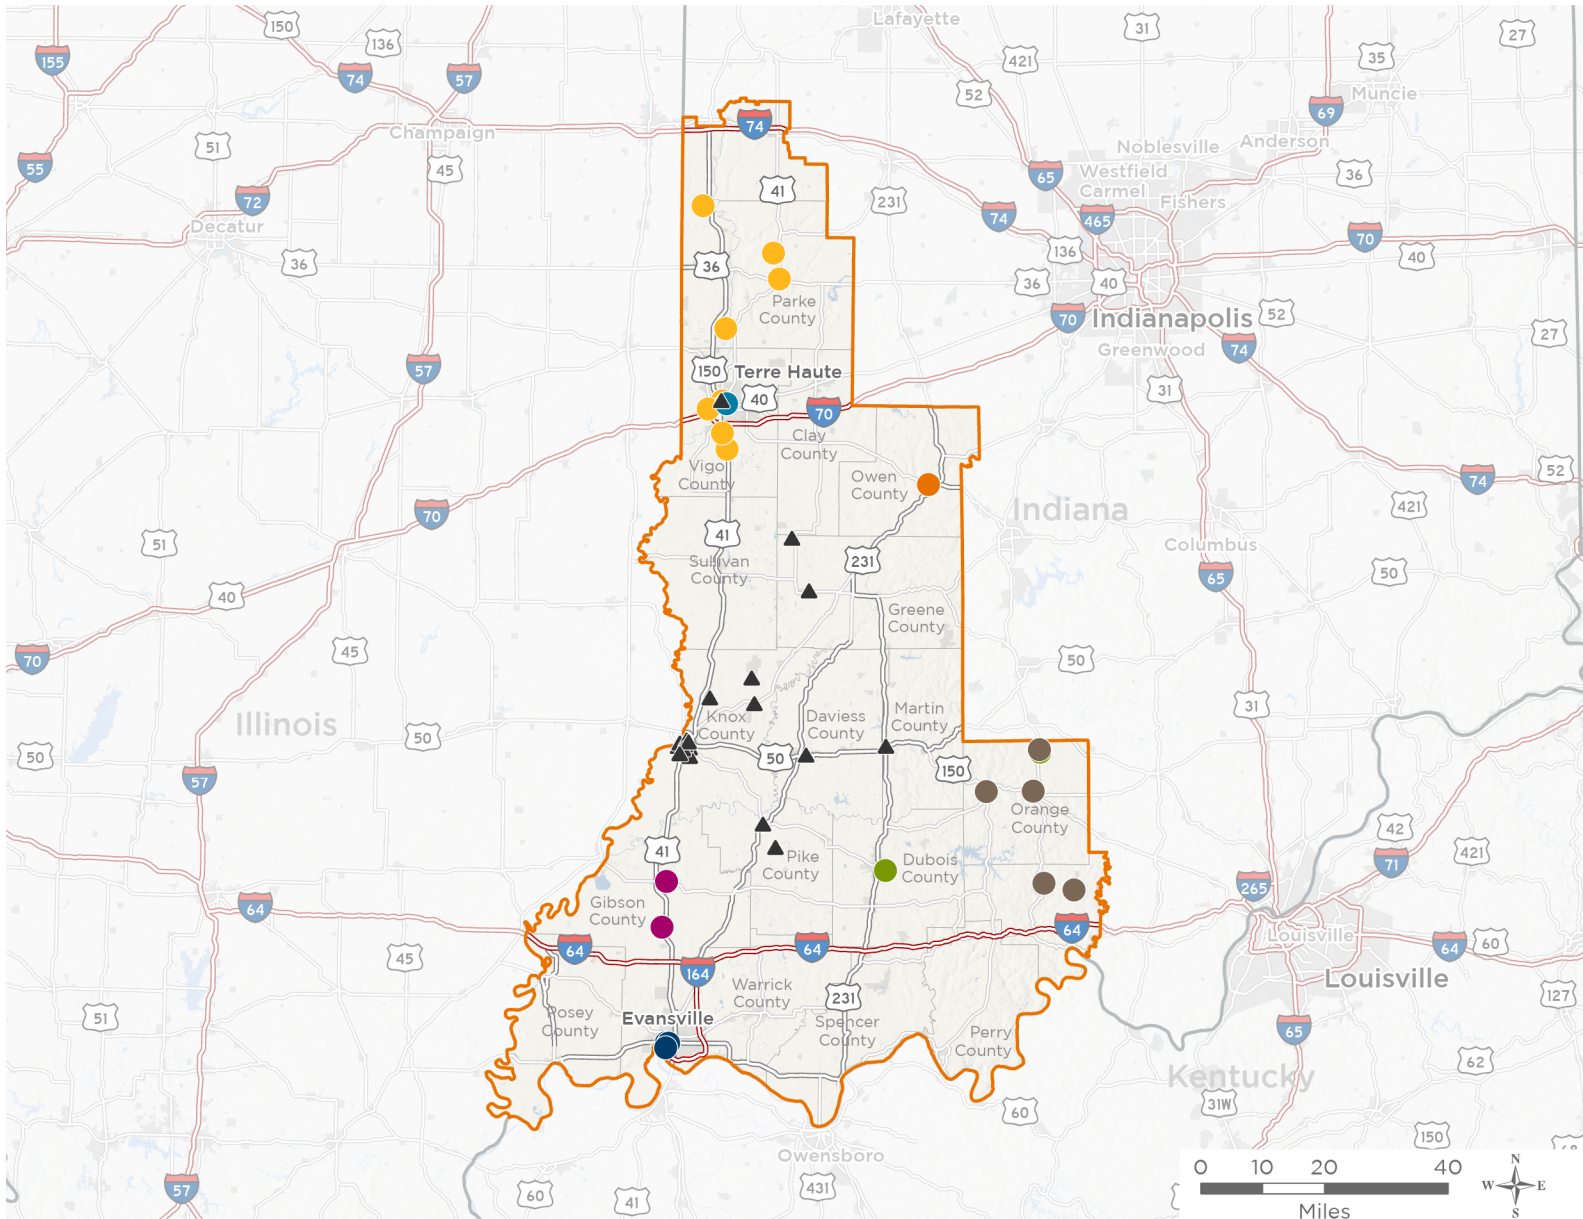 150
Lafayette
31
27
136
421
35
155
74
57
52
Muncie
69
74
Champaign
51
Noblesville
Anderson
55
45
65
Westfield
Carmel
36
41
72
Fishers
231
74
465
Decatur
70
136
40
36
36
36
40
Parke
County
52
70
Indianapolis
27
Greenwood
74
57
150
Terre Haute
31
40
70
Clay
County
Vigo
County
Owen
County
52
74
70
Indiana
421
41
51
Columbus
Sullivan
County
231
65
50
40
Greene
County
45
70
50
31
Illinois
Knox
County
Daviess
County
Martin
County
50
50
50
150
57
Orange
County
42
41
421
Pike
County
Dubois
County
71
265
64
Gibson
County
64
Louisville
64
60
64
64
45
164
Louisville
Warrick
County
231
127
51
Posey
County
Evansville
Spencer
County
65
Perry
County
62
Kentucky
31W
60
150
Owensboro
57
60
41
431
0 10 20 40
Miles
N
W E
S